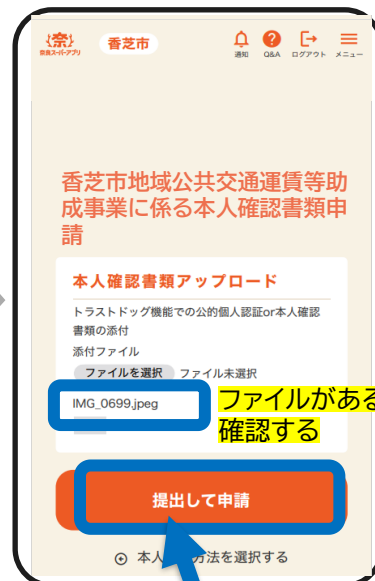 {奈}
奈良スーパーアプリ
香芝市
通知
Q&A
ログアウト
メニュー
香芝市地域公共交通運賃等助
成事業に係る本人確認書類申
請
本人確認書類アップロード
トラストドッグ機能での公的個人認証or本人確認
書類の添付
添付ファイル
ファイルを選択 ファイル未選択
IMG_0699.jpeg
ファイルがある
確認する
提出して申請
本人 方法を選択する